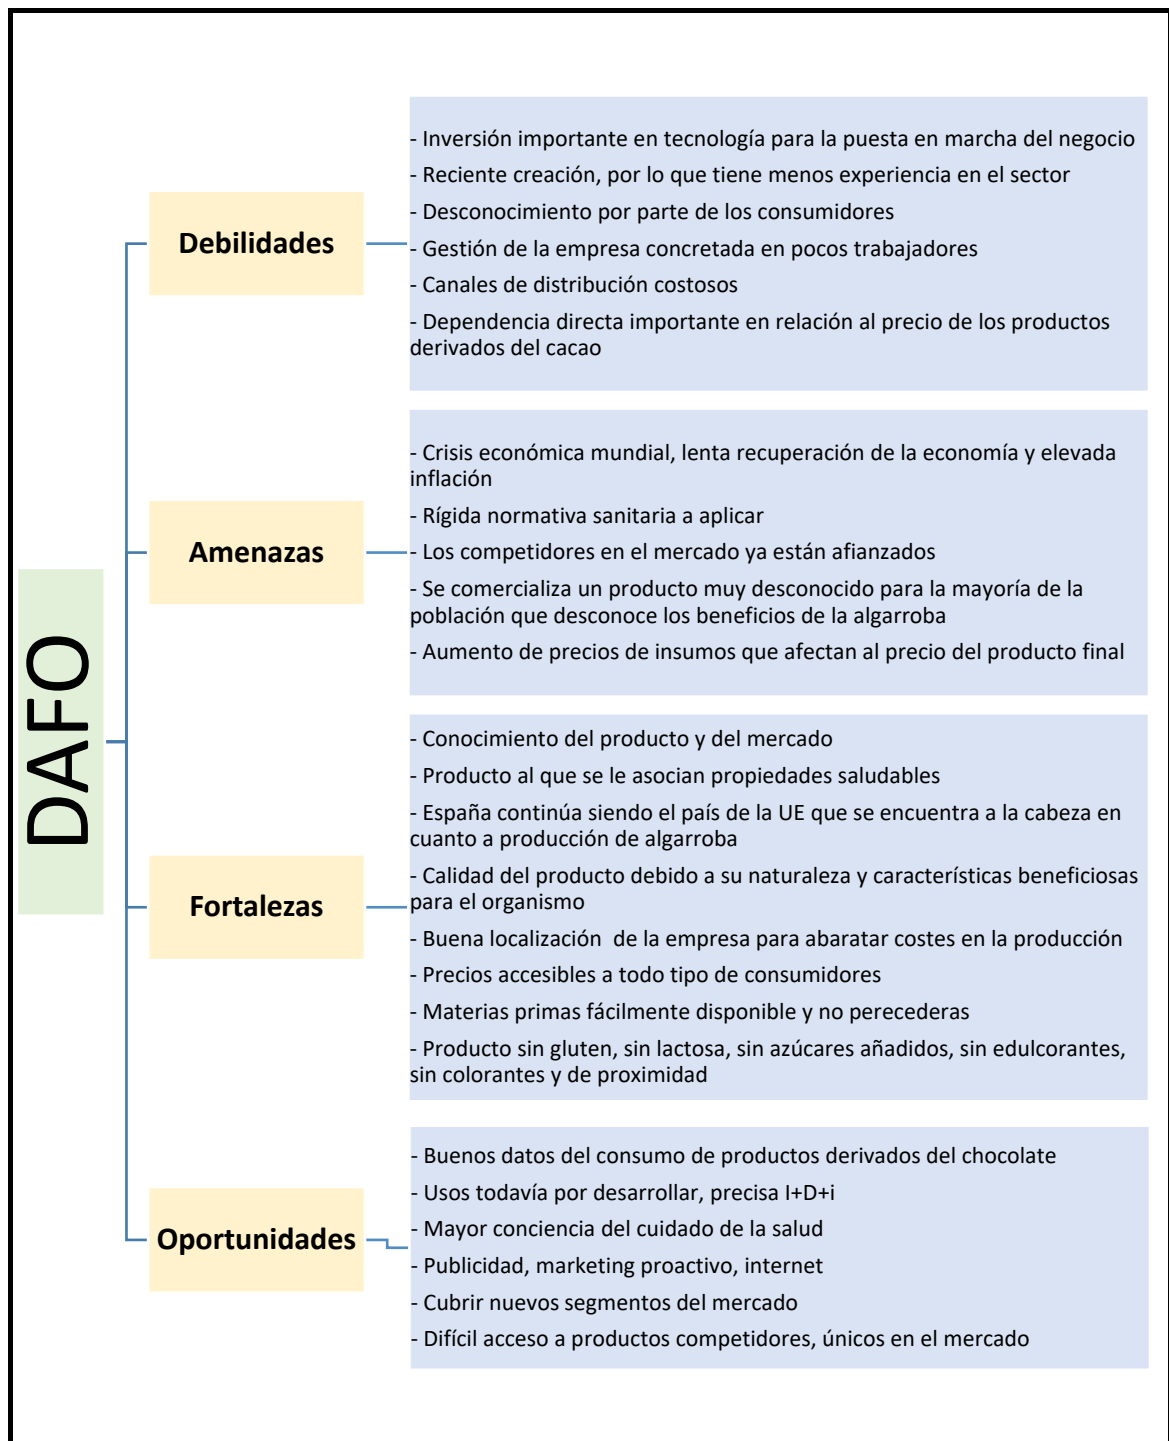 DAFO
Debilidades
- Inversión importante en tecnología para la puesta en marcha del negocio
- Reciente creación, por lo que tiene menos experiencia en el sector
- Desconocimiento por parte de los consumidores
- Gestión de la empresa concretada en pocos trabajadores
- Canales de distribución costosos
- Dependencia directa importante en relación al precio de los productos
derivados del cacao
Amenazas
- Crisis económica mundial, lenta recuperación de la economía y elevada
inflación
- Rígida normativa sanitaria a aplicar
- Los competidores en el mercado ya están afianzados
- Se comercializa un producto muy desconocido para la mayoría de la
población que desconoce los beneficios de la algarroba
- Aumento de precios de insumos que afectan al precio del producto final
Fortalezas
- Conocimiento del producto y del mercado
- Producto al que se le asocian propiedades saludables
- España continúa siendo el país de la UE que se encuentra a la cabeza en
cuanto a producción de algarroba
- Calidad del producto debido a su naturaleza y características beneficiosas
para el organismo
- Buena localización de la empresa para abaratar costes en la producción
- Precios accesibles a todo tipo de consumidores
- Materias primas fácilmente disponible y no perecederas
- Producto sin gluten, sin lactosa, sin azúcares añadidos, sin edulcorantes,
sin colorantes y de proximidad
Oportunidades
- Buenos datos del consumo de productos derivados del chocolate
- Usos todavía por desarrollar, precisa I+D+i
- Mayor conciencia del cuidado de la salud
- Publicidad, marketing proactivo, internet
- Cubrir nuevos segmentos del mercado
- Difícil acceso a productos competidores, únicos en el mercado